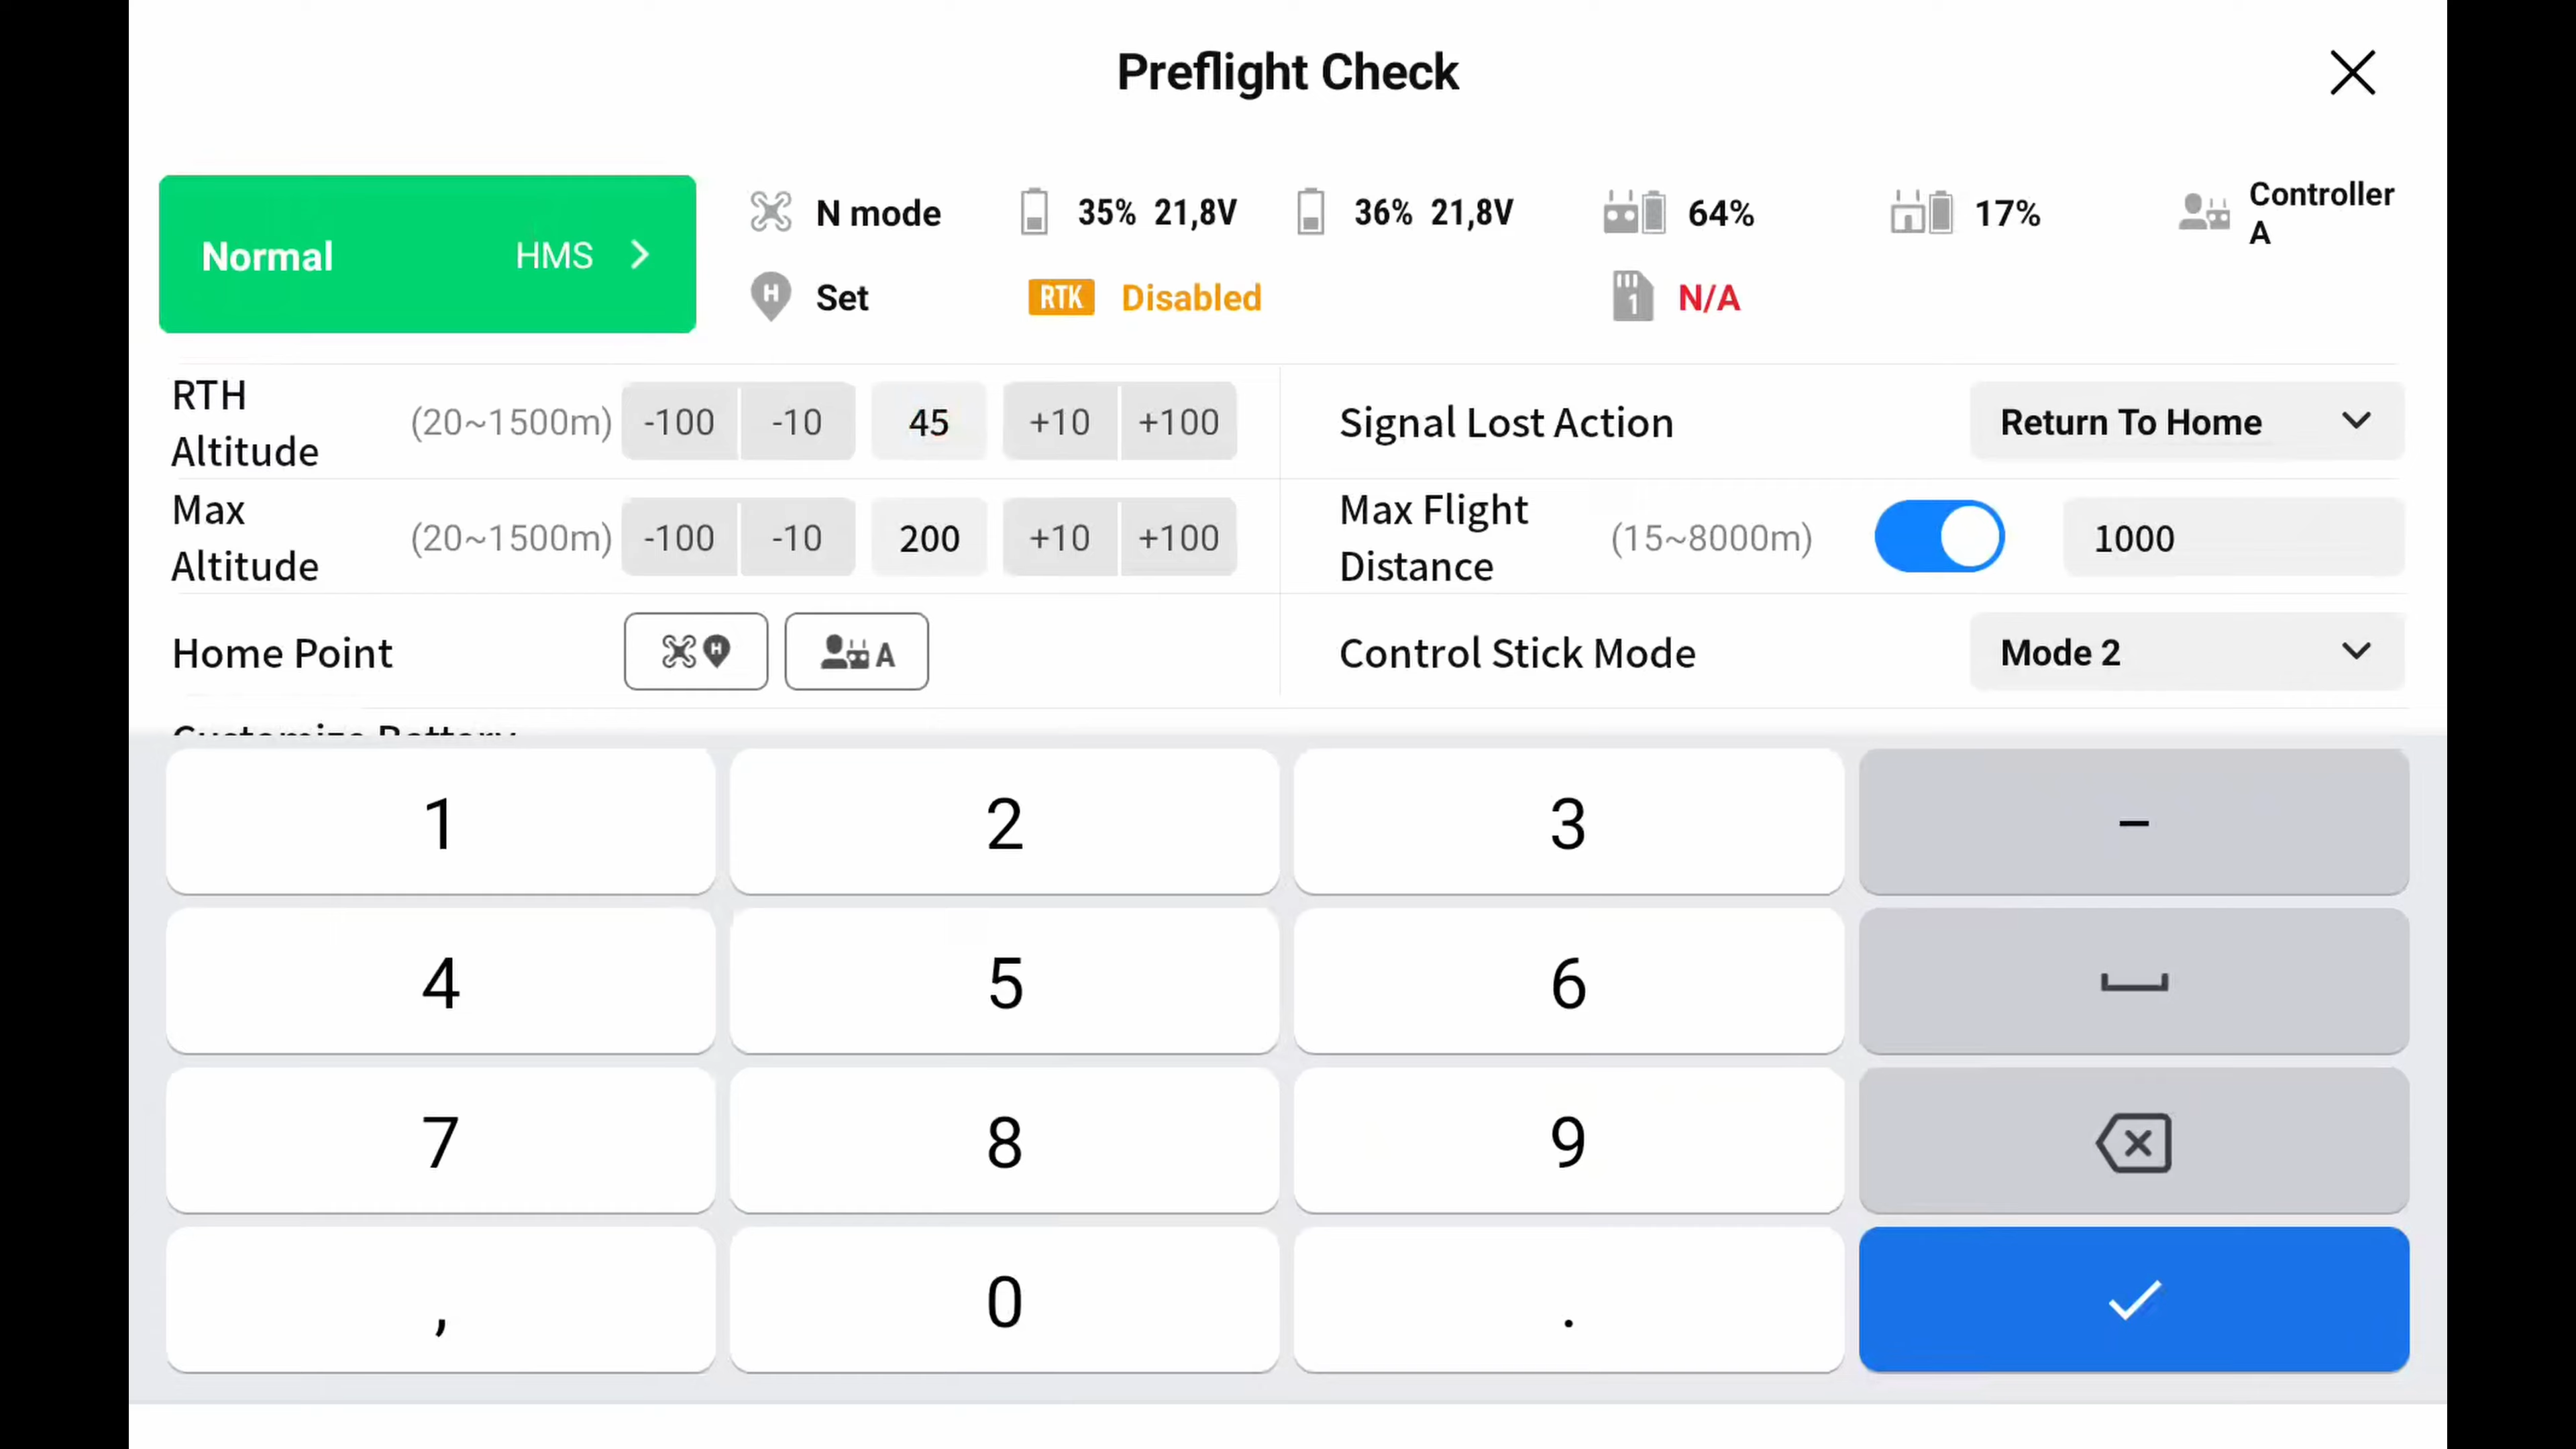 Preflight Check
Normal HMS
N mode 35% 21,8V 36% 21,8V 64% 17% Controller A
H Set RTK Disabled 1 N/A
RTH Altitude (20~1500m) -100 -10 45 +10 +100
Signal Lost Action Return To Home
Max Altitude (20~1500m) -100 -10 200 +10 +100
Max Flight Distance (15~8000m) 1000
Home Point H A
Control Stick Mode Mode 2
Customize Battery
1 2 3 –
4 5 6
7 8 9
, 0 .